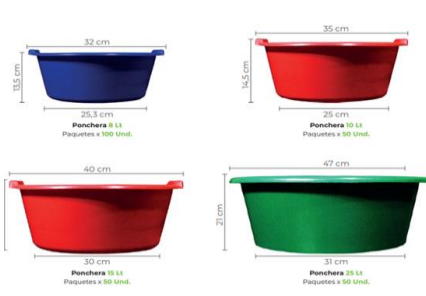 32 cm
13,5 cm
25,3 cm
Ponchera 8 Lt
Paquetes x 100 Und.
35 cm
14,5 cm
25 cm
Ponchera 10 Lt
Paquetes x 50 Und.
40 cm
30 cm
Ponchera 15 Lt
Paquetes x 50 Und.
47 cm
21 cm
31 cm
Ponchera 25 Lt
Paquetes x 50 Und.